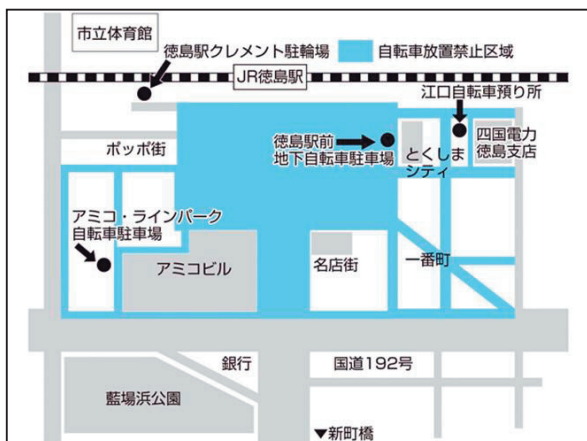 市立体育館
徳島駅クレメント駐輪場
自転車放置禁止区域
JR徳島駅
江口自転車預り所
ポッポ街
徳島駅前
地下自転車駐車場
とくしま
シティ
四国電力
徳島支店
アミコ・ラインパーク
自転車駐車場
アミコビル
名店街
一番町
銀行
国道192号
藍場浜公園
▼新町橋